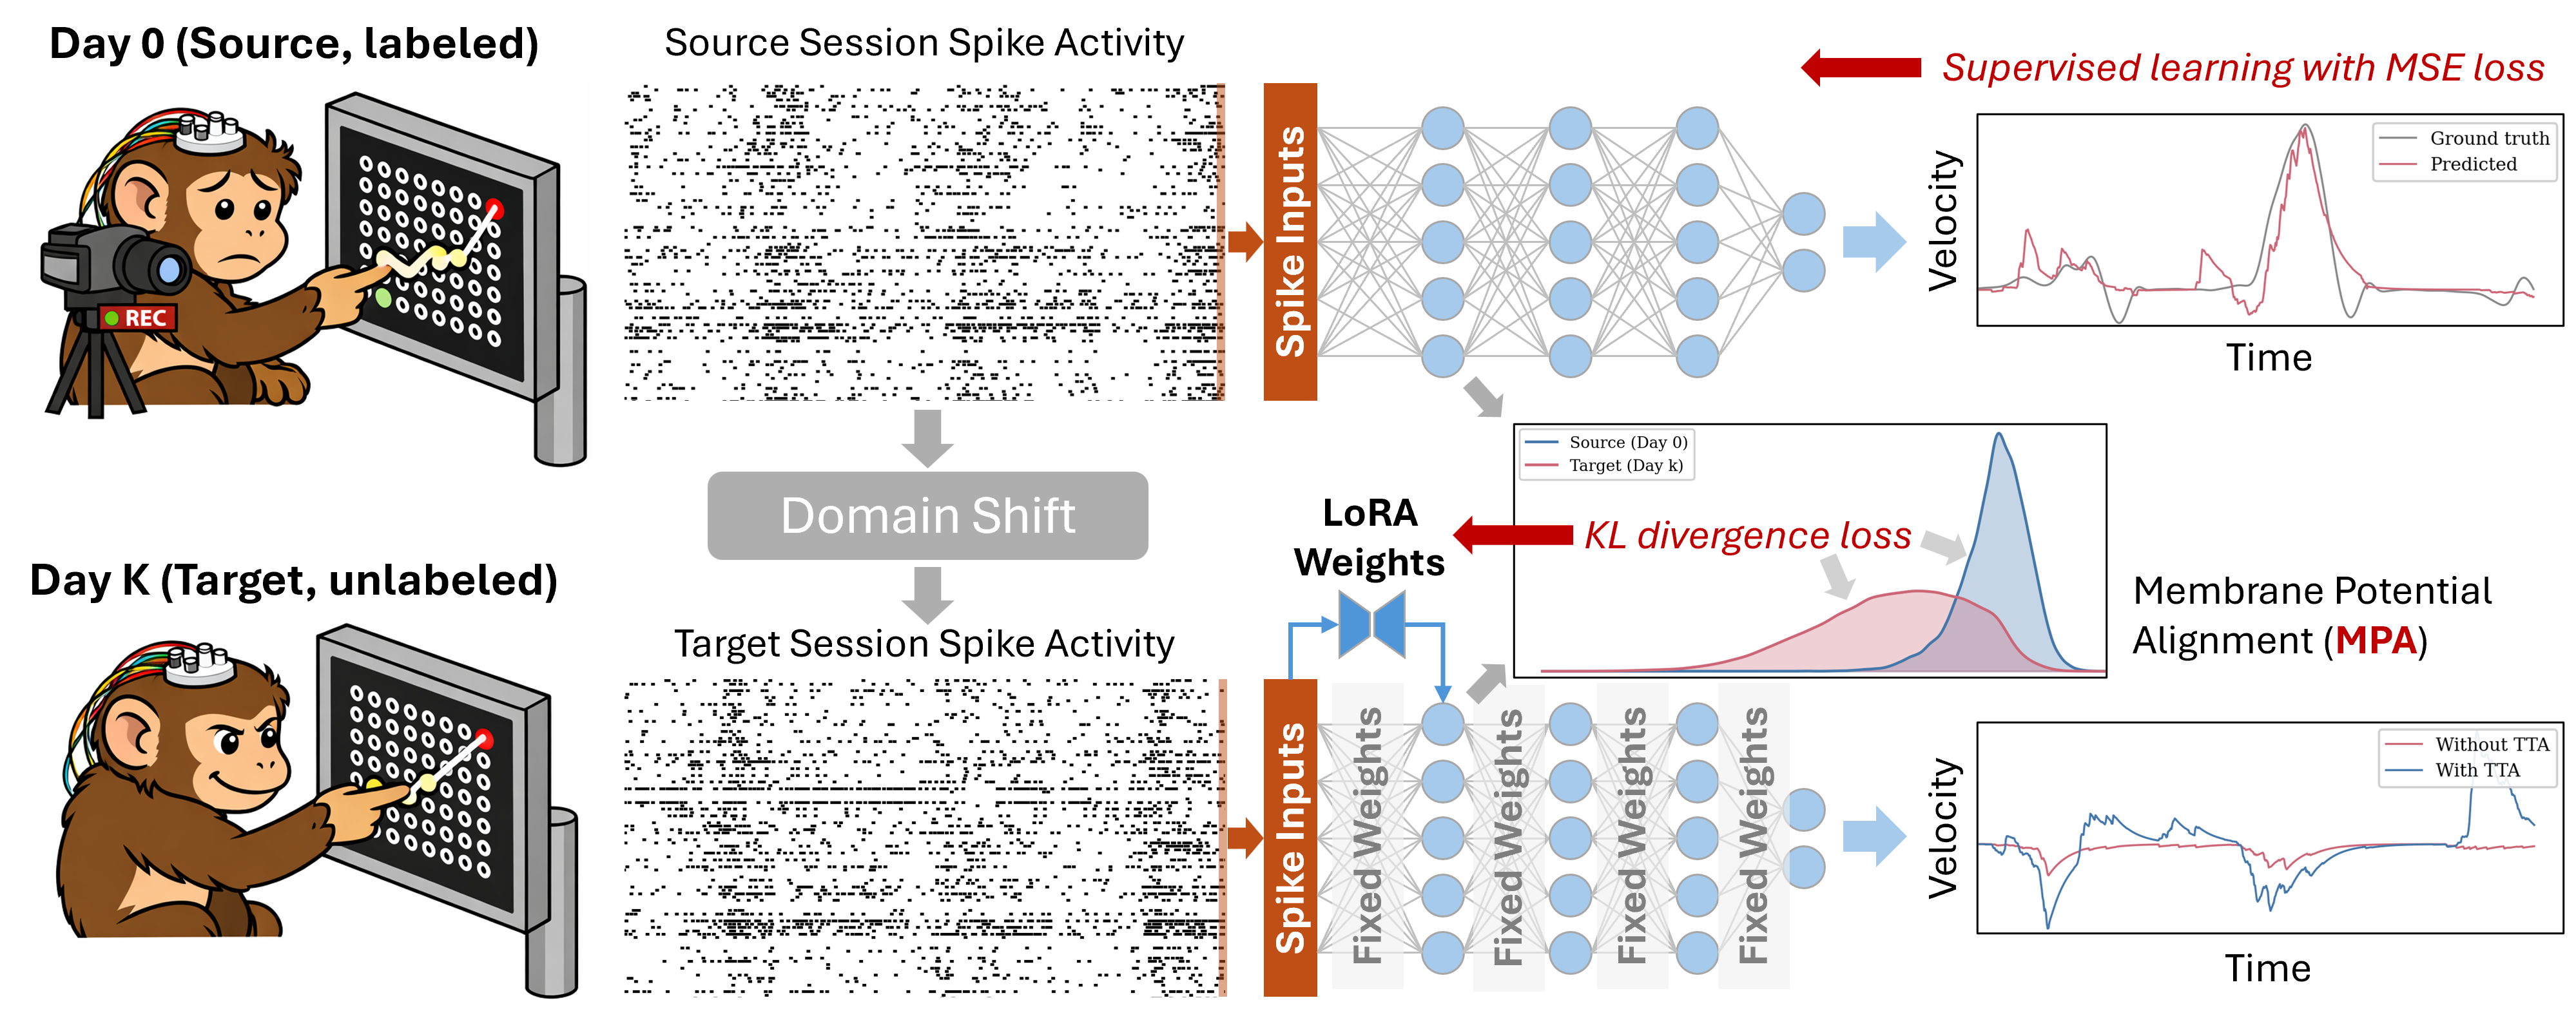 Day 0 (Source, labeled)
Source Session Spike Activity
Supervised learning with MSE loss
REC
Spike Inputs
Velocity
Ground truth
Predicted
Time
Domain Shift
Source (Day 0)
Target (Day k)
LoRA
Weights
KL divergence loss
Membrane Potential
Alignment (MPA)
Day K (Target, unlabeled)
Target Session Spike Activity
Spike Inputs
Fixed Weights
Fixed Weights
Fixed Weights
Fixed Weights
Velocity
Without TTA
With TTA
Time